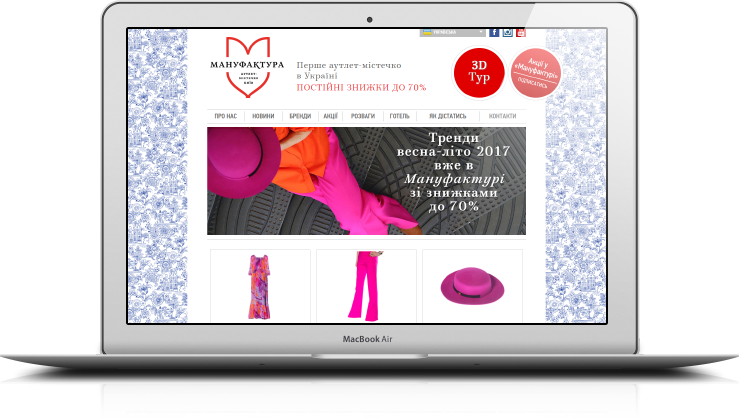 Українська
МАНУФАКТУРА
АУТЛЕТ-
МІСТЕЧКО
КИЇВ
Перше аутлет-містечко
в Україні
ПОСТІЙНІ ЗНИЖКИ ДО 70%
3D
Тур
Акції у
«Мануфактурі»
ПІДПИСАТИСЬ
ПРО НАС
НОВИНИ
БРЕНДИ
АКЦІЇ
РОЗВАГИ
ГОТЕЛЬ
ЯК ДІСТАТИСЬ
КОНТАКТИ
Тренди
весна-літо 2017
вже в
Мануфактурі
зі знижками
до 70%
MacBook Air